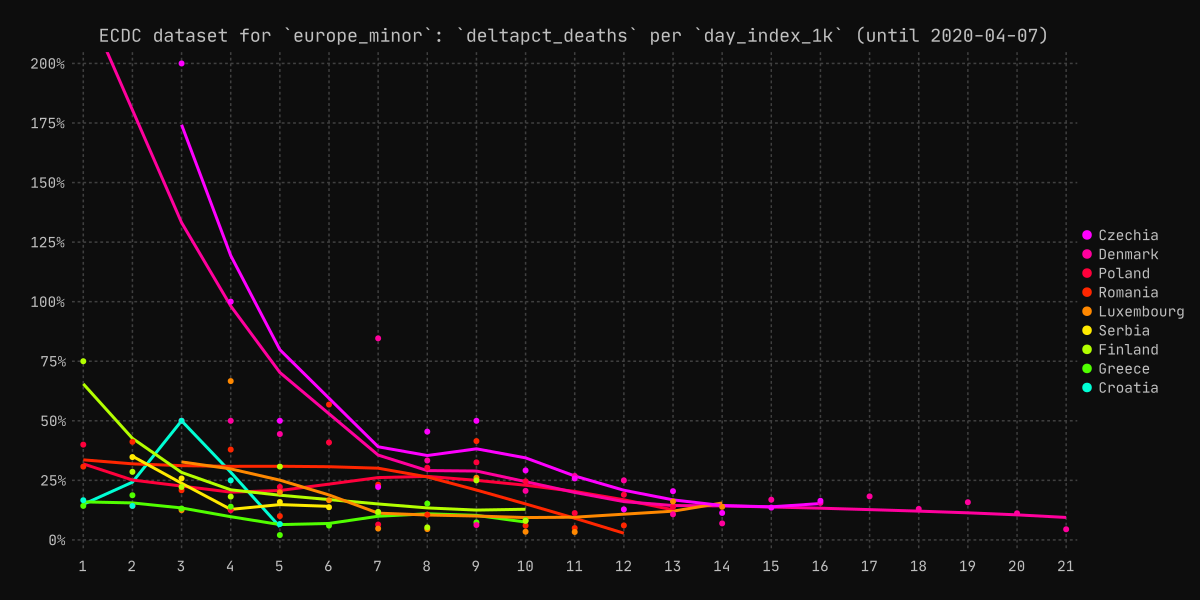 ECDC dataset for `europe_minor`: `deltapct_deaths` per `day_index_1k` (until 2020-04-07)
200%
175%
150%
125%
100%
75%
50%
25%
0%
1 2 3 4 5 6 7 8 9 10 11 12 13 14 15 16 17 18 19 20 21
Czechia
Denmark
Poland
Romania
Luxembourg
Serbia
Finland
Greece
Croatia